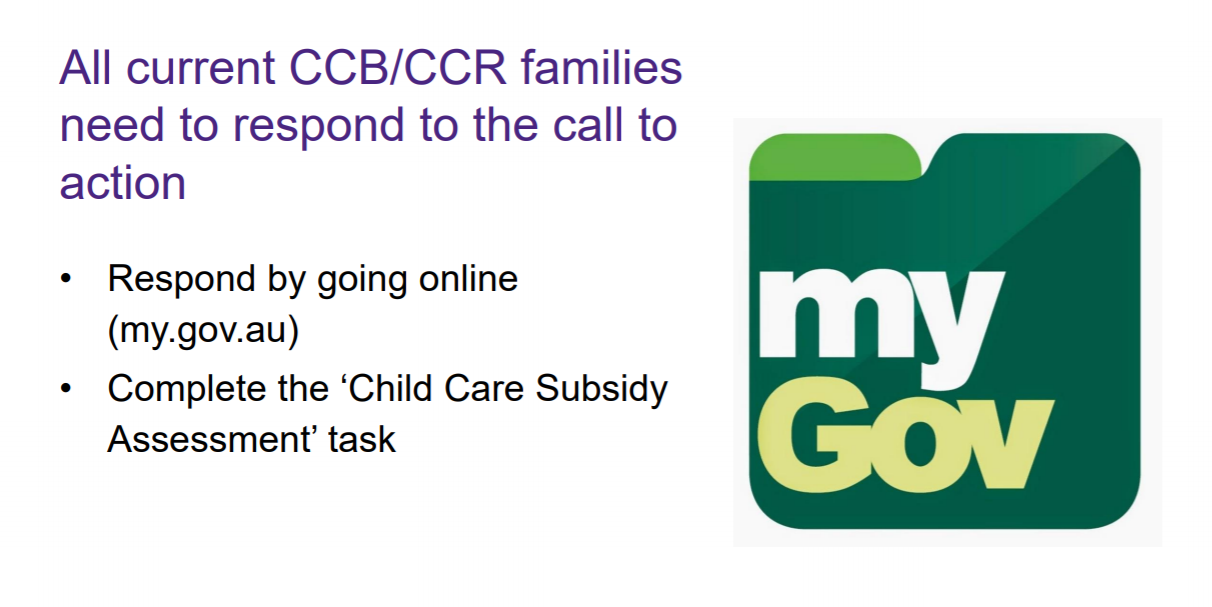 All current CCB/CCR families
need to respond to the call to
action
• Respond by going online
(my.gov.au)
• Complete the ‘Child Care Subsidy
Assessment’ task
my
Gov